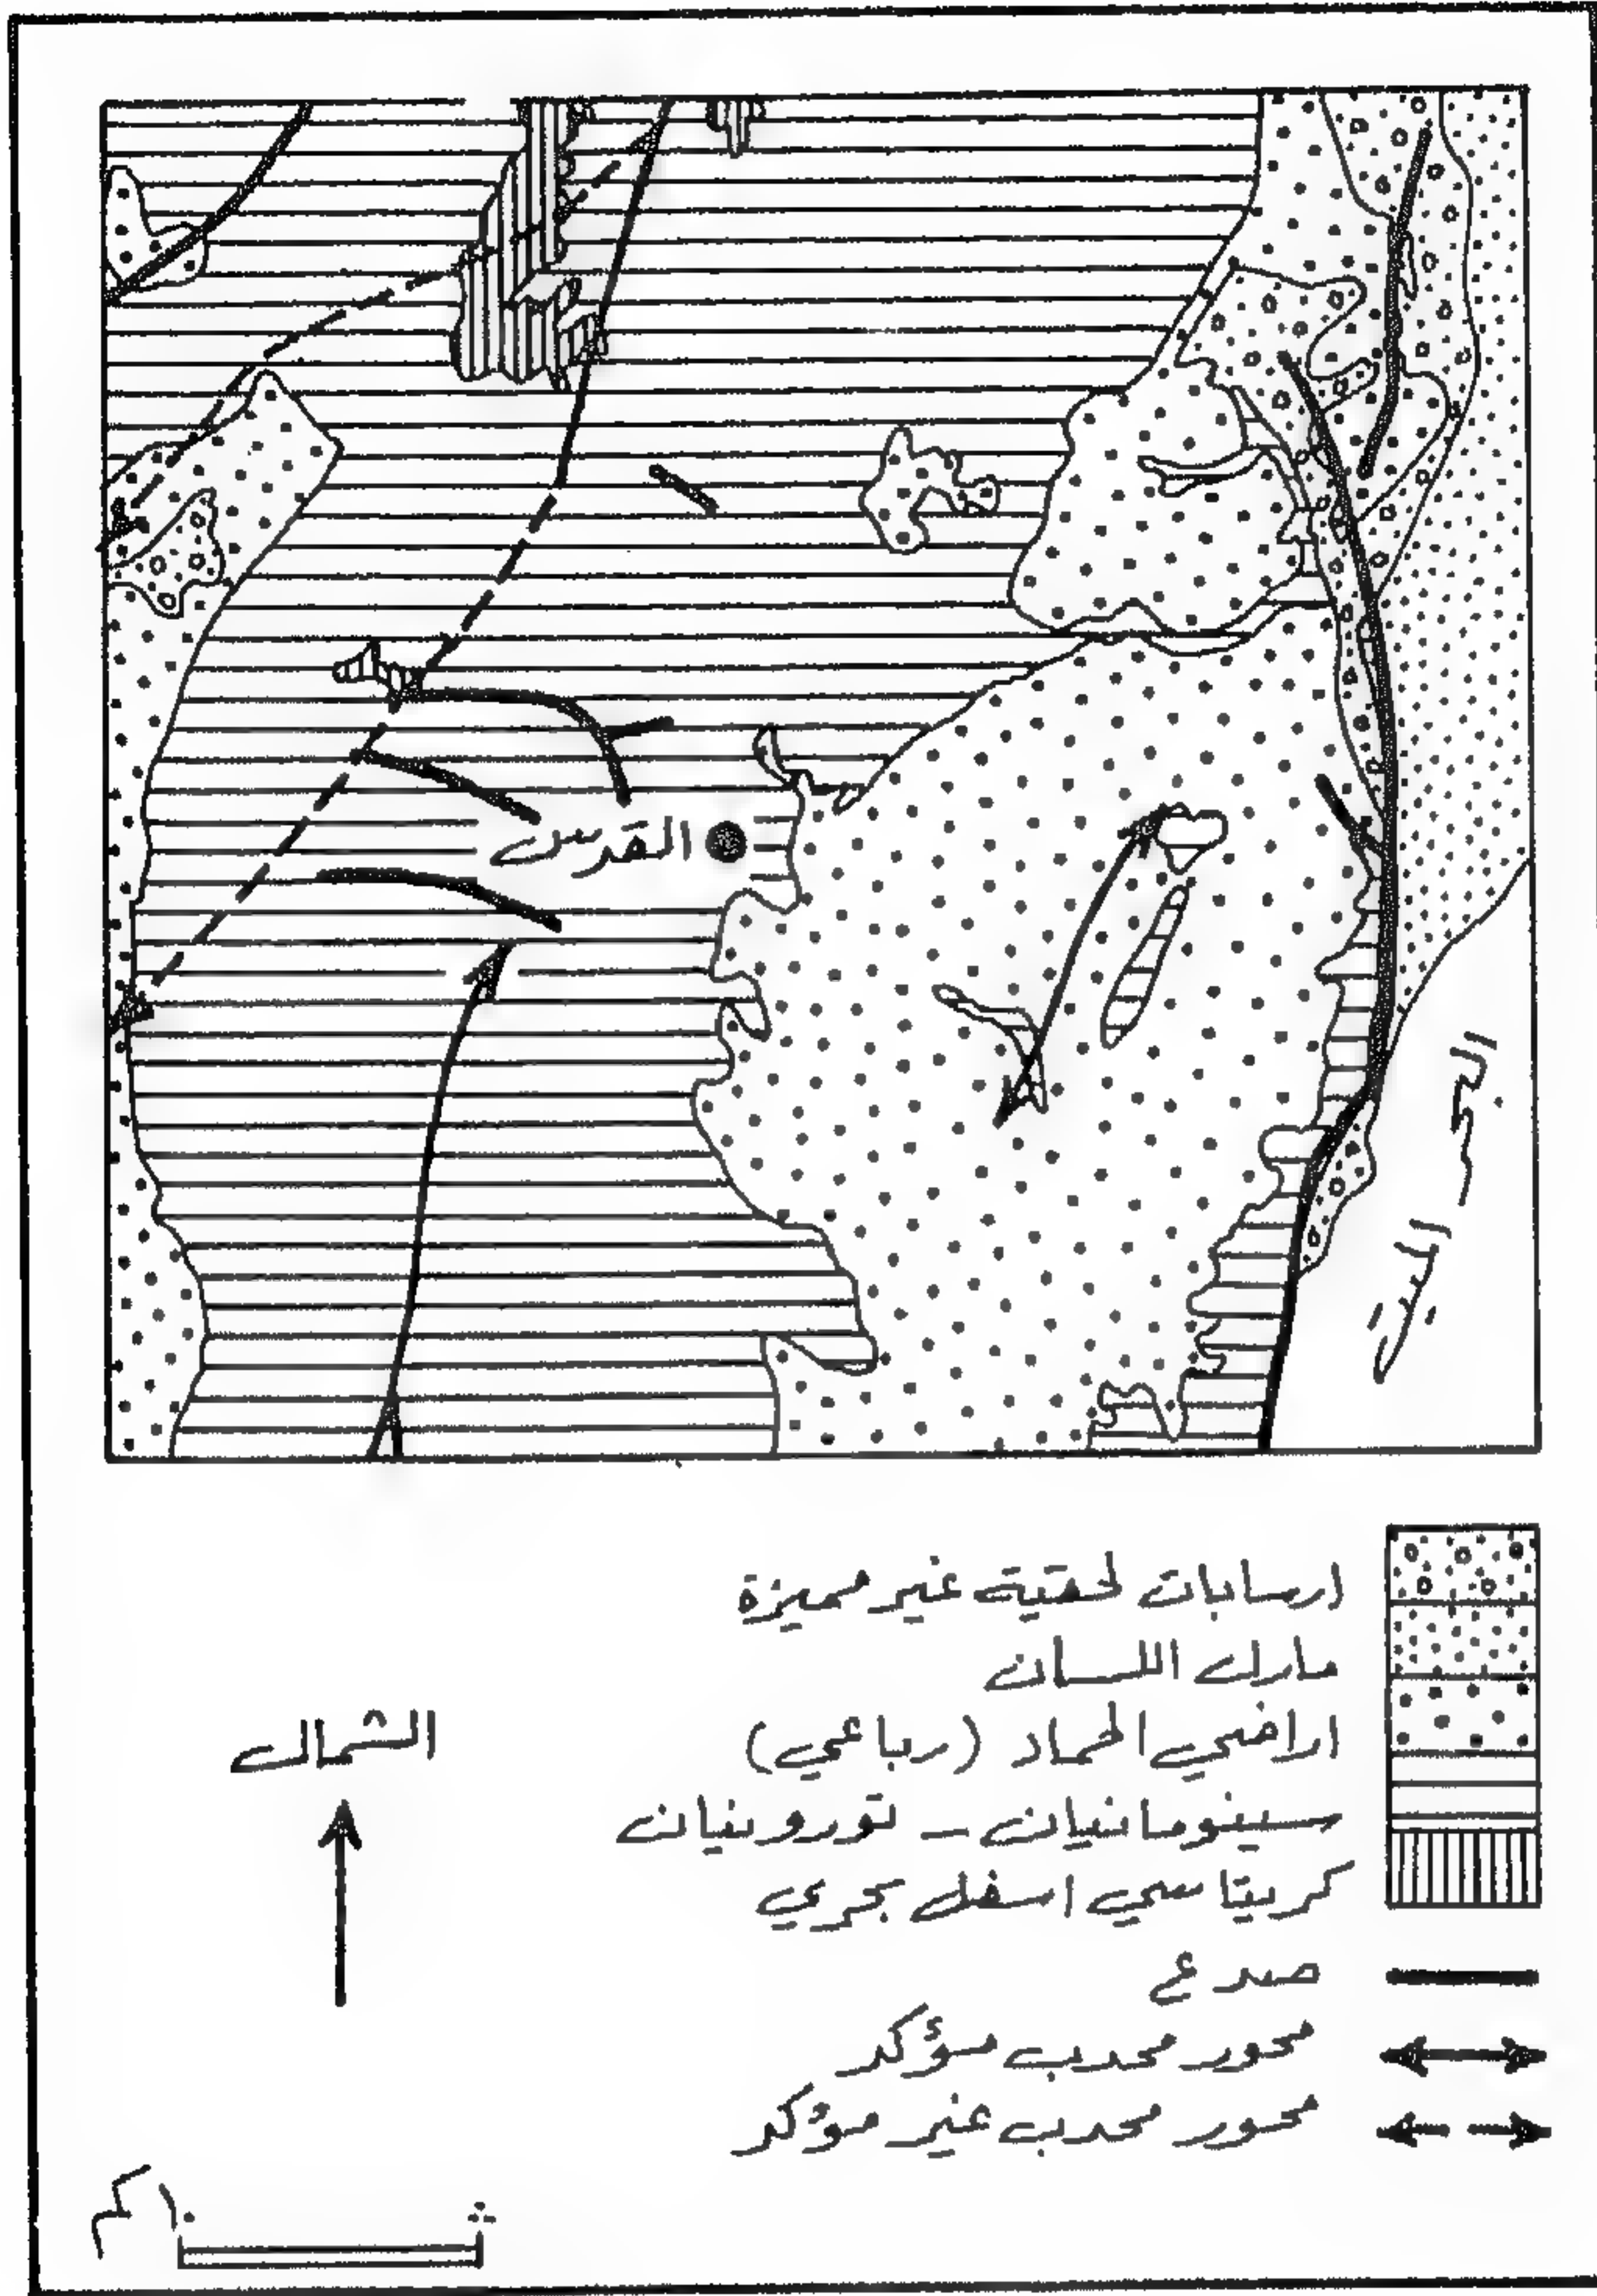 القدس
البحر
الميت
ارسابات لحقية غير مميزة
مارل اللسان
اراضي الحماد (رباعي)
سينومانيان - تورونيان
كريتاسي اسفل بحري
صدع
محور محدب مؤكد
محور محدب غير مؤكد
الشمال
٠ ١٠ كم